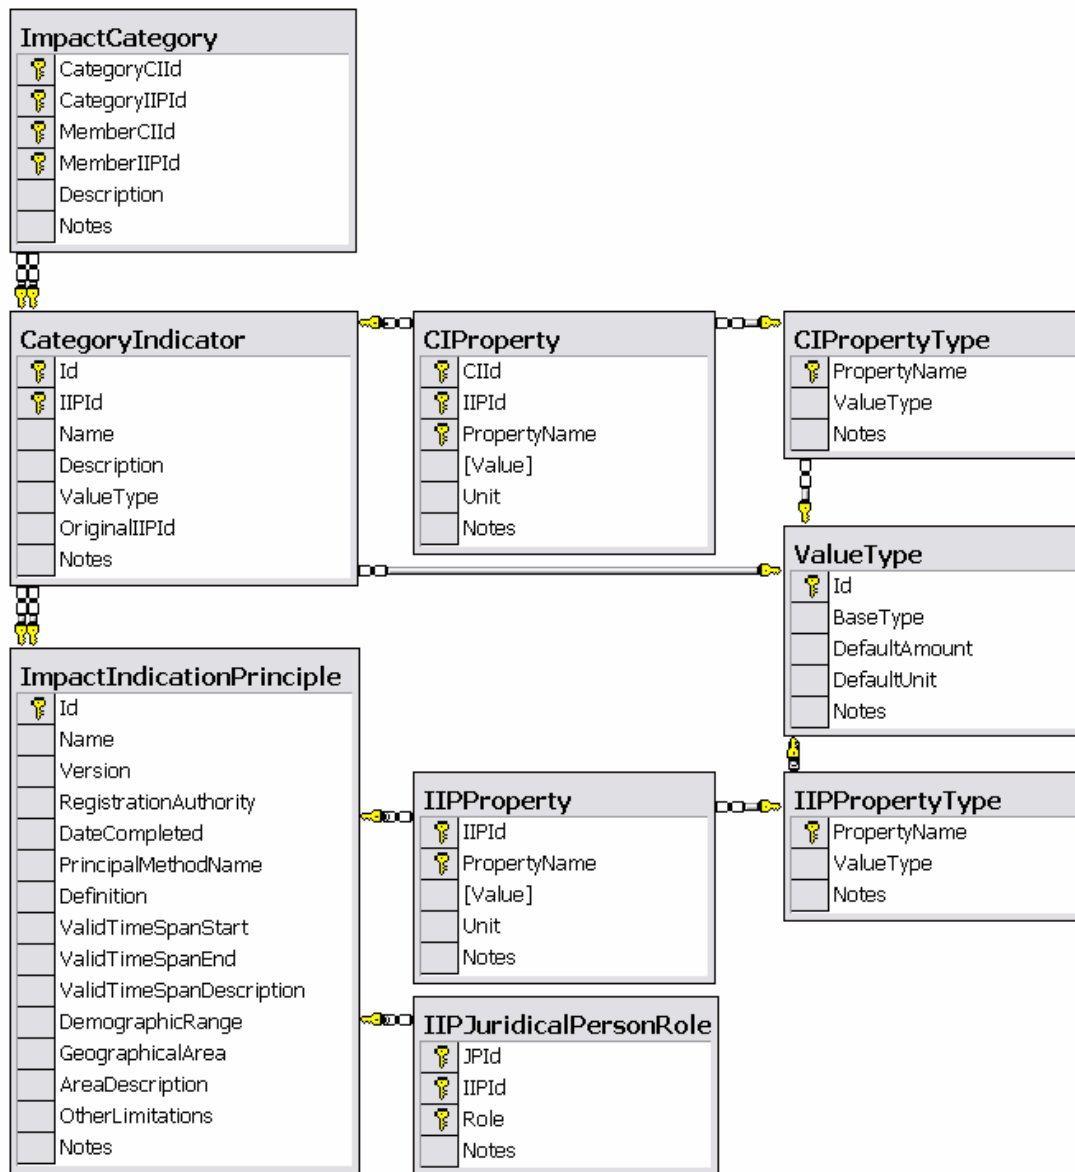 ImpactCategory
CategoryCIId
CategoryIIPId
MemberCIId
MemberIIPId
Description
Notes
CategoryIndicator
Id
IIPId
Name
Description
ValueType
OriginalIIPId
Notes
CIProperty
CIId
IIPId
PropertyName
[Value]
Unit
Notes
CIPropertyType
PropertyName
ValueType
Notes
ValueType
Id
BaseType
DefaultAmount
DefaultUnit
Notes
ImpactIndicationPrinciple
Id
Name
Version
RegistrationAuthority
DateCompleted
PrincipalMethodName
Definition
ValidTimeSpanStart
ValidTimeSpanEnd
ValidTimeSpanDescription
DemographicRange
GeographicalArea
AreaDescription
OtherLimitations
Notes
IIPProperty
IIPId
PropertyName
[Value]
Unit
Notes
IIPPropertyType
PropertyName
ValueType
Notes
IIPJuridicalPersonRole
JPId
IIPId
Role
Notes